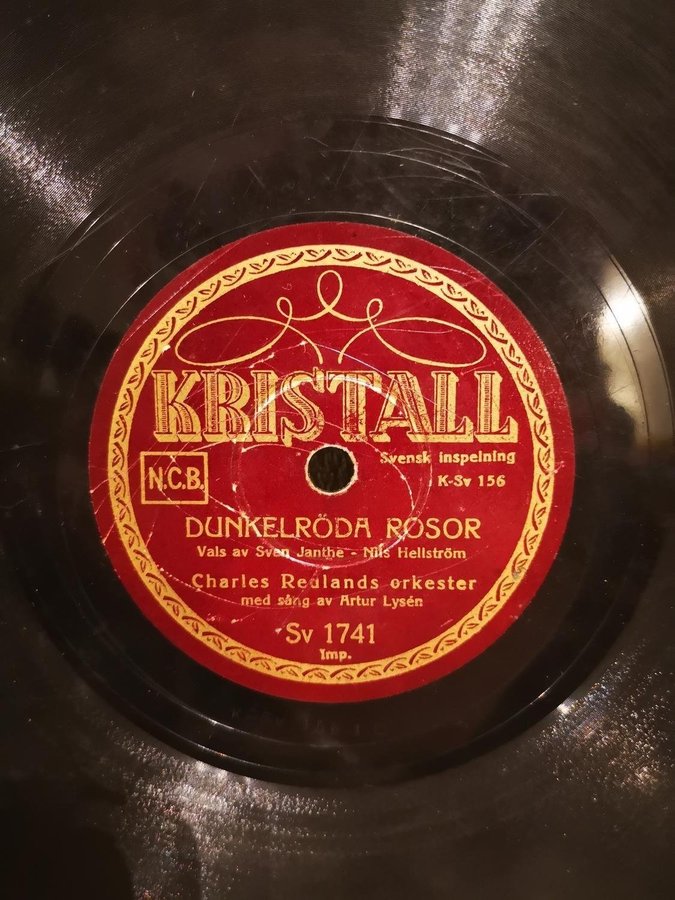 KRISTALL
Svensk inspelning
N.C.B.
K-Sv 156
DUNKELRÖDA ROSOR
Vals av Sven Janthe - Nils Hellström
Charles Redlands orkester
med sång av Artur Lysén
Sv 1741
Imp.